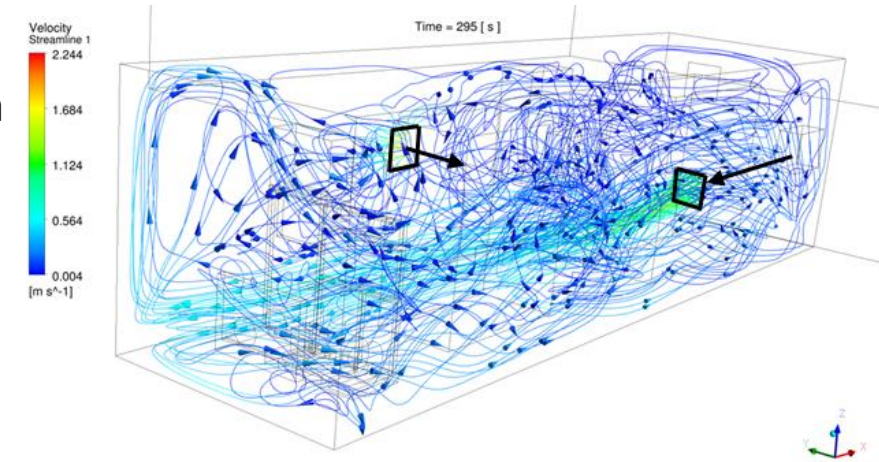 Time = 295 [ s ]
Velocity
Streamline 1
2.244
1.684
1.124
0.564
0.004
[m s^-1]
Z
Y
X